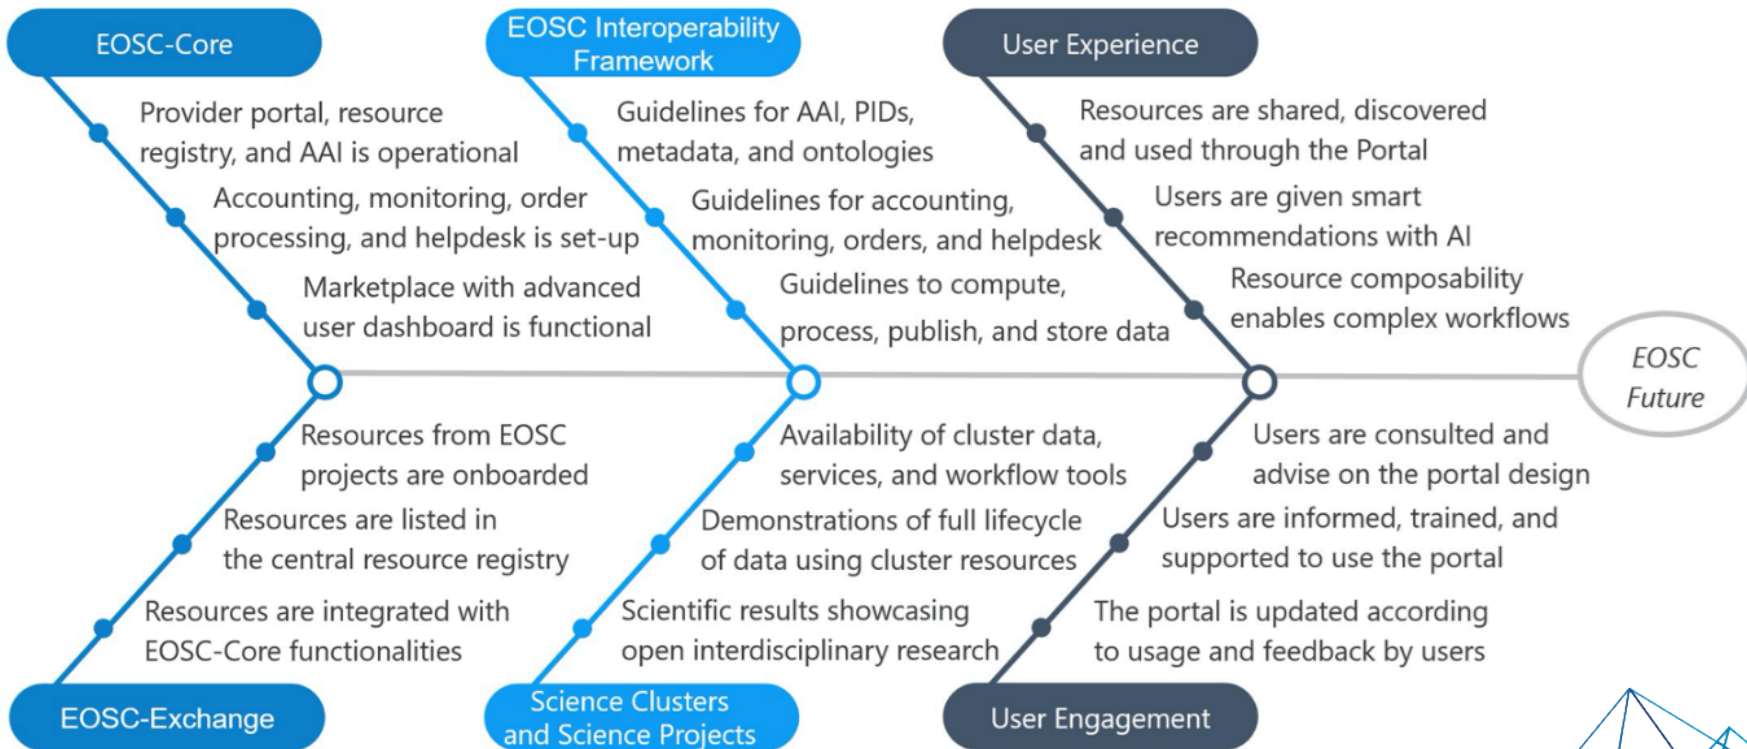 EOSC-Core
Provider portal, resource
registry, and AAI is operational
Accounting, monitoring, order
processing, and helpdesk is set-up
Marketplace with advanced
user dashboard is functional
EOSC Interoperability
Framework
Guidelines for AAI, PIDs,
metadata, and ontologies
Guidelines for accounting,
monitoring, orders, and helpdesk
Guidelines to compute,
process, publish, and store data
User Experience
Resources are shared, discovered
and used through the Portal
Users are given smart
recommendations with AI
Resource composability
enables complex workflows
EOSC
Future
Resources from EOSC
projects are onboarded
Resources are listed in
the central resource registry
Resources are integrated with
EOSC-Core functionalities
EOSC-Exchange
Availability of cluster data,
services, and workflow tools
Demonstrations of full lifecycle
of data using cluster resources
Scientific results showcasing
open interdisciplinary research
Science Clusters
and Science Projects
Users are consulted and
advise on the portal design
Users are informed, trained, and
supported to use the portal
The portal is updated according
to usage and feedback by users
User Engagement